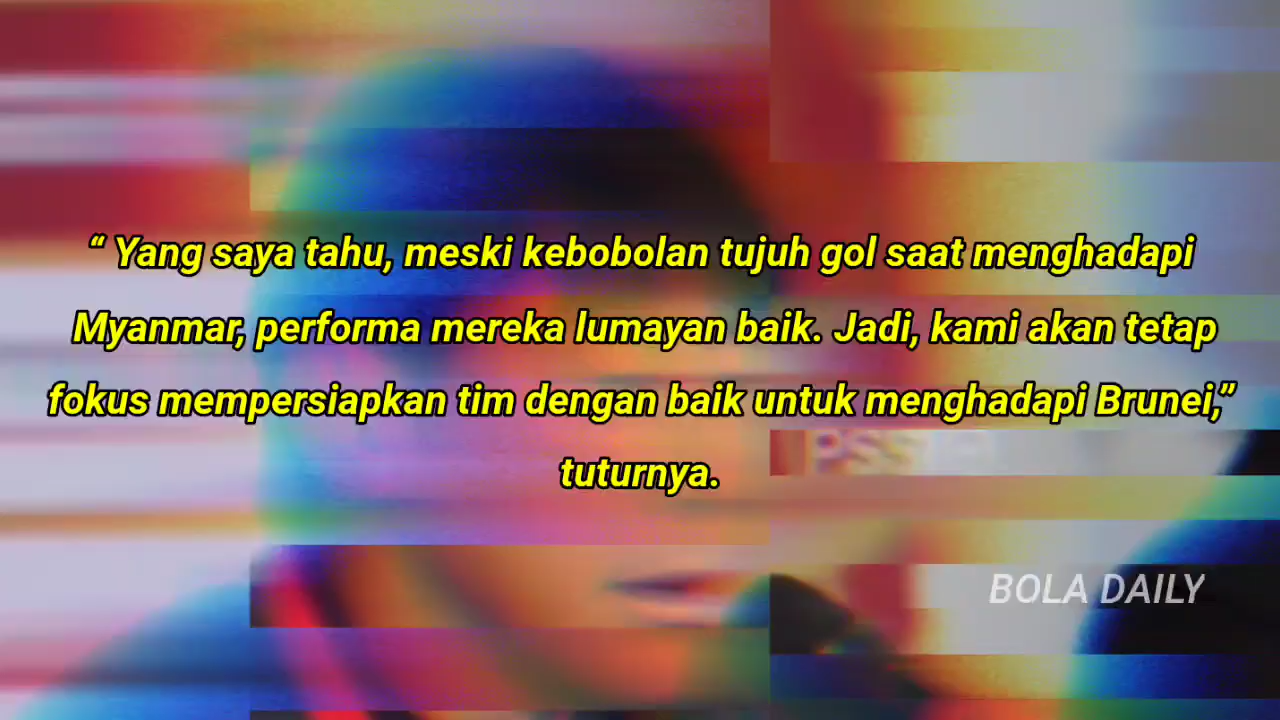 “ Yang saya tahu, meski kebobolan tujuh gol saat menghadapi
Myanmar, performa mereka lumayan baik. Jadi, kami akan tetap
fokus mempersiapkan tim dengan baik untuk menghadapi Brunei,”
tuturnya.
PSSI
BOLA DAILY